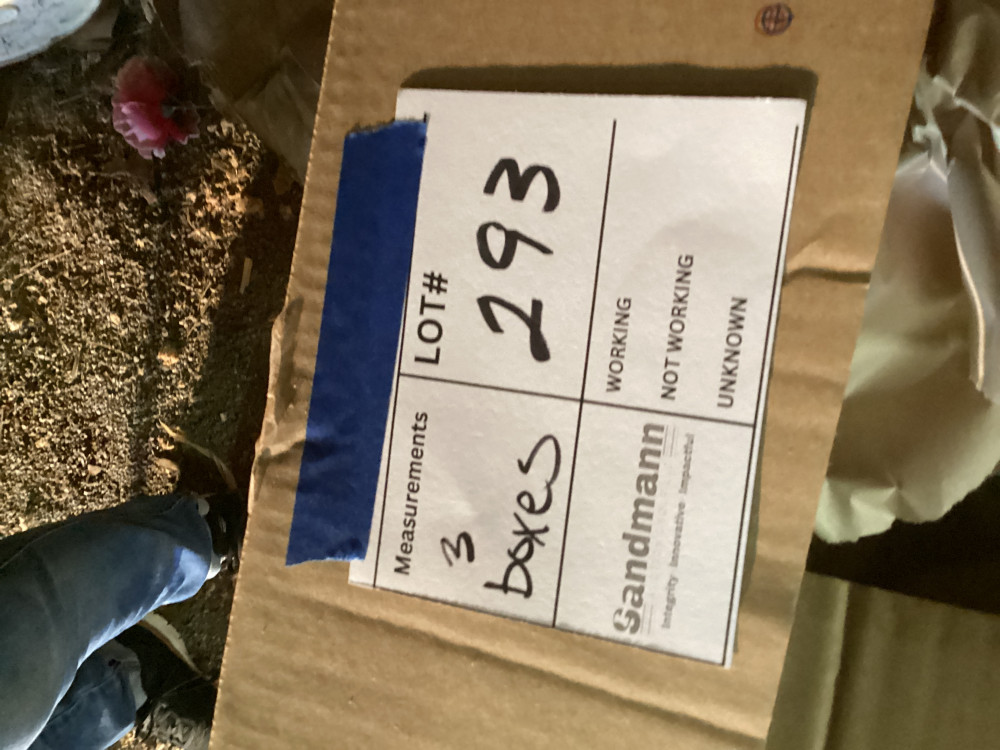 Measurements
3
boxes
LOT#
293
Sandmann
Integrity Innovative Impactful
WORKING
NOT WORKING
UNKNOWN